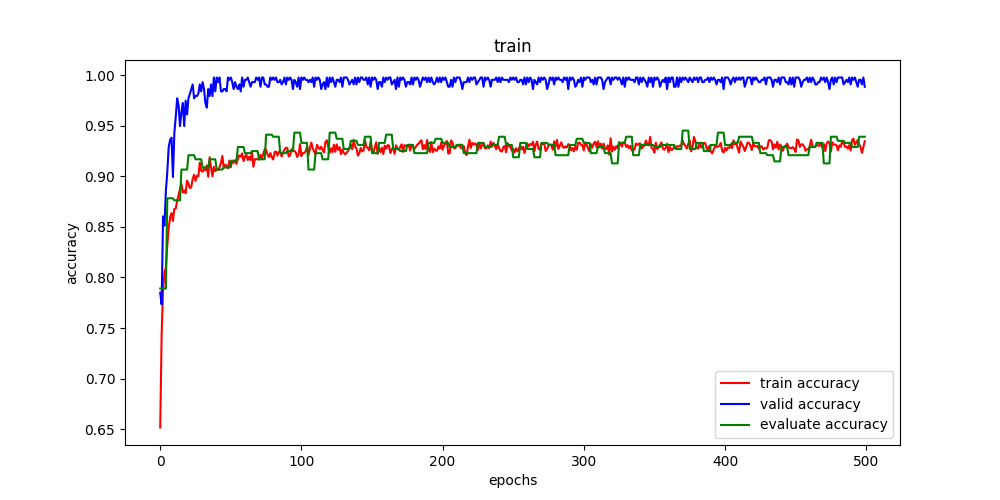 train
1.00
0.95
0.90
0.85
0.80
0.75
0.70
0.65
accuracy
0 100 200 300 400 500
epochs
train accuracy
valid accuracy
evaluate accuracy